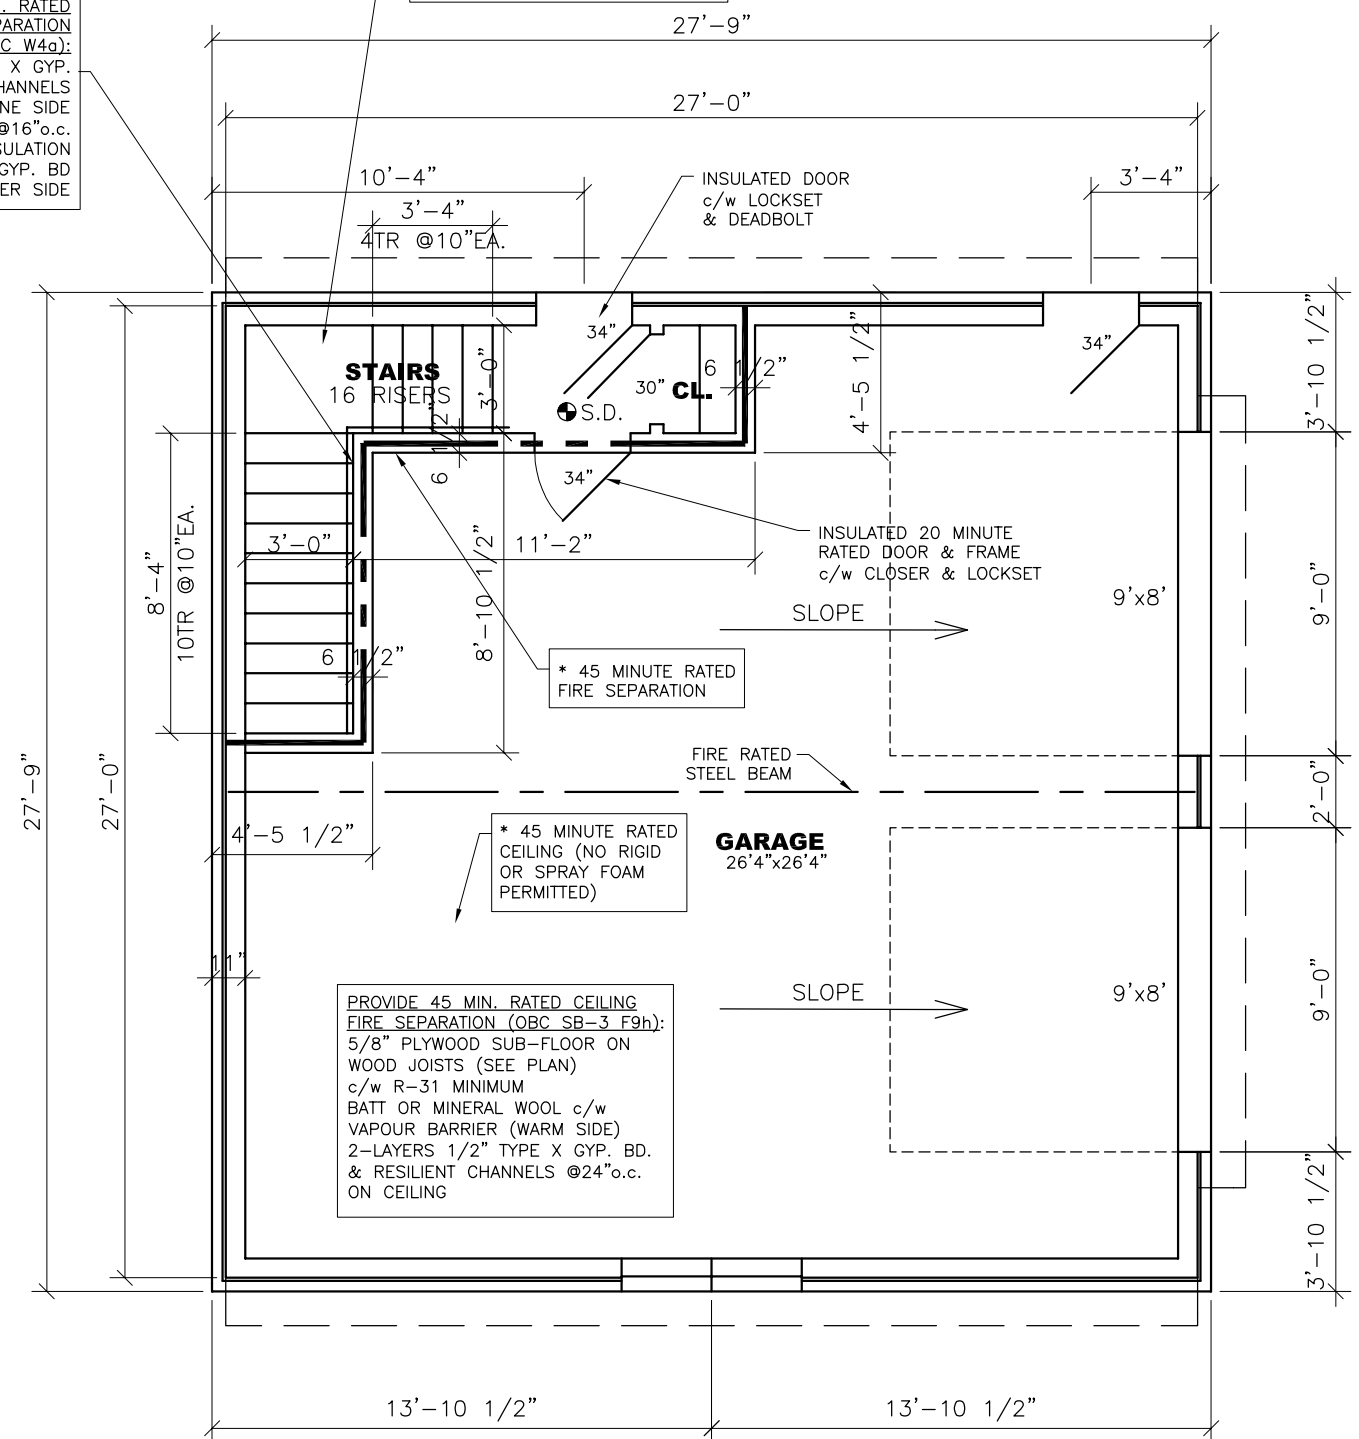 . RATED
PARATION
C W4a):
X GYP.
HANNELS
NE SIDE
@16"o.c.
SULATION
GYP. BD
ER SIDE
27'-9"
27'-0"
10'-4"
3'-4"
3'-4"
4TR @10"EA.
INSULATED DOOR
c/w LOCKSET
& DEADBOLT
34"
34"
STAIRS
16 RISERS
3'-0"
30"
CL.
6 1/2"
4'-5 1/2"
3'-10 1/2"
S.D.
6 1/2"
34"
INSULATED 20 MINUTE
RATED DOOR & FRAME
c/w CLOSER & LOCKSET
3'-0"
11'-2"
8'-4"
10TR @10"EA.
8'-10 1/2"
9'x8'
9'-0"
SLOPE
6 1/2"
* 45 MINUTE RATED
FIRE SEPARATION
FIRE RATED
STEEL BEAM
27'-9"
27'-0"
2'-0"
4'-5 1/2"
* 45 MINUTE RATED
CEILING (NO RIGID
OR SPRAY FOAM
PERMITTED)
GARAGE
26'4"x26'4"
11"
PROVIDE 45 MIN. RATED CEILING
FIRE SEPARATION (OBC SB-3 F9h):
5/8" PLYWOOD SUB-FLOOR ON
WOOD JOISTS (SEE PLAN)
c/w R-31 MINIMUM
BATT OR MINERAL WOOL c/w
VAPOUR BARRIER (WARM SIDE)
2-LAYERS 1/2" TYPE X GYP. BD.
& RESILIENT CHANNELS @24"o.c.
ON CEILING
SLOPE
9'x8'
9'-0"
3'-10 1/2"
13'-10 1/2"
13'-10 1/2"